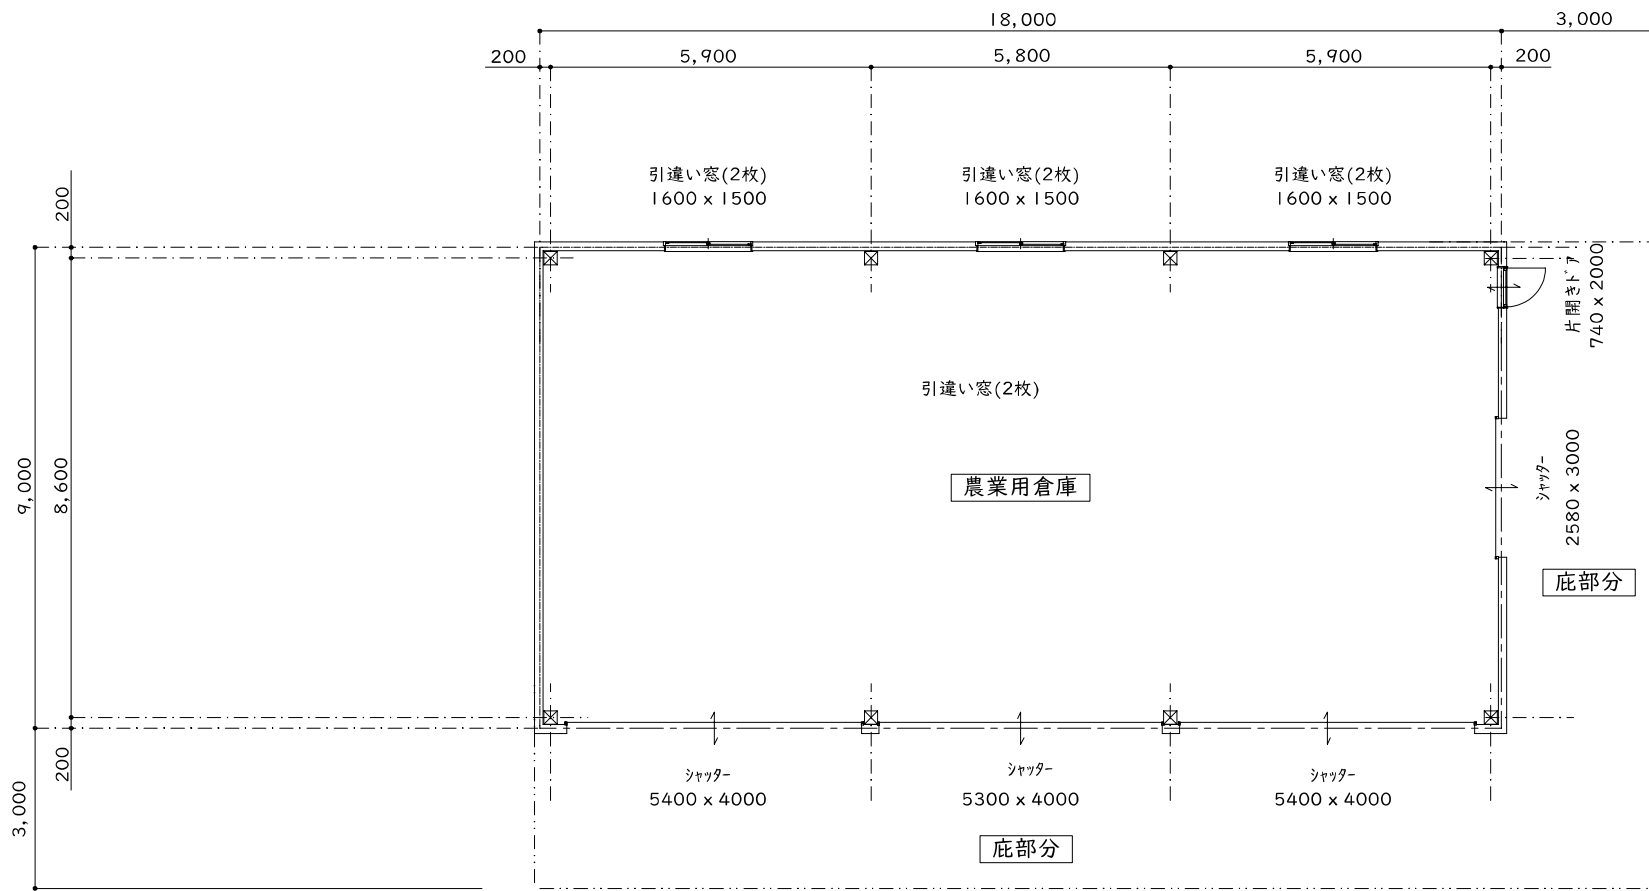 18,000
3,000
200
5,900
5,800
5,900
200
引違い窓(2枚)
1600 x 1500
引違い窓(2枚)
1600 x 1500
引違い窓(2枚)
1600 x 1500
200
片開きドア
740 x 2000
引違い窓(2枚)
9,000
8,600
農業用倉庫
シャッター
2580 x 3000
庇部分
200
3,000
シャッター
5400 x 4000
シャッター
5300 x 4000
シャッター
5400 x 4000
庇部分